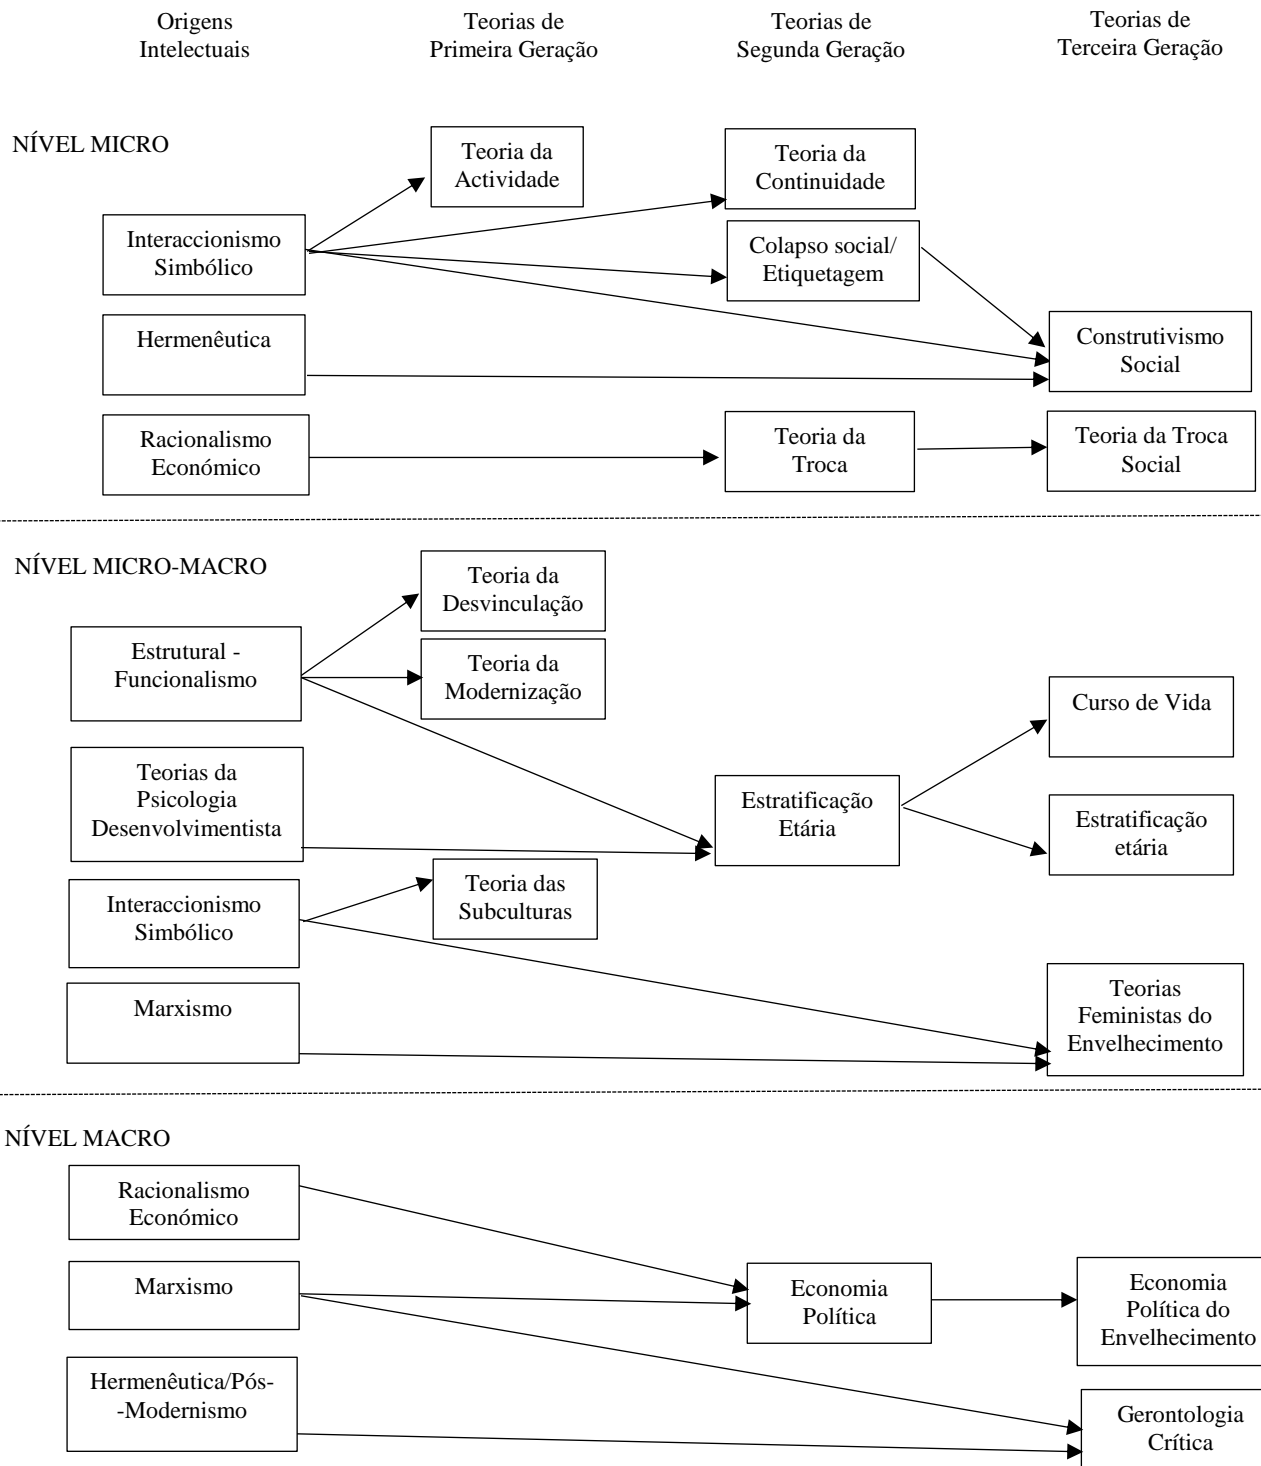 Origens
Intelectuais
Teorias de
Primeira Geração
Teorias de
Segunda Geração
Teorias de
Terceira Geração
NÍVEL MICRO
Teoria da
Actividade
Teoria da
Continuidade
Interaccionismo
Simbólico
Colapso social/
Etiquetagem
Hermenêutica
Construtivismo
Social
Racionalismo
Económico
Teoria da
Troca
Teoria da Troca
Social
NÍVEL MICRO-MACRO
Teoria da
Desvinculação
Estrutural -
Funcionalismo
Teoria da
Modernização
Curso de Vida
Teorias da
Psicologia
Desenvolvimentista
Estratificação
Etária
Estratificação
etária
Interaccionismo
Simbólico
Teoria das
Subculturas
Marxismo
Teorias
Feministas do
Envelhecimento
NÍVEL MACRO
Racionalismo
Económico
Marxismo
Economia
Política
Economia
Política do
Envelhecimento
Hermenêutica/Pós-
-Modernismo
Gerontologia
Crítica